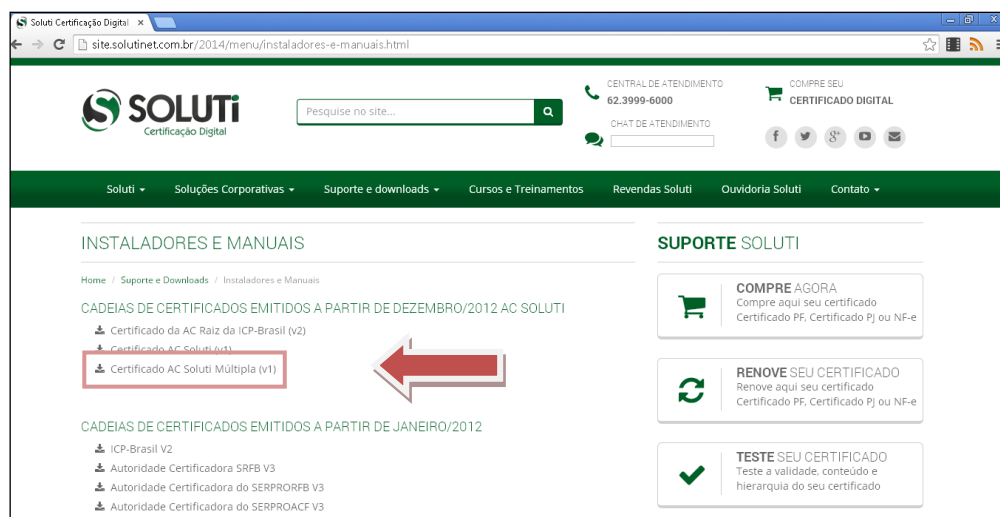 Soluti Certificação Digital
site.solutinet.com.br/2014/menu/instaladores-e-manuais.html
SOLUTI
Certificação Digital
Pesquise no site...
CENTRAL DE ATENDIMENTO
62.3999-6000
CHAT DE ATENDIMENTO
COMPRE SEU
CERTIFICADO DIGITAL
Soluti
Soluções Corporativas
Suporte e downloads
Cursos e Treinamentos
Revendas Soluti
Ouvidoria Soluti
Contato
INSTALADORES E MANUAIS
Home / Suporte e Downloads / Instaladores e Manuais
CADEIAS DE CERTIFICADOS EMITIDOS A PARTIR DE DEZEMBRO/2012 AC SOLUTI
Certificado da AC Raiz da ICP-Brasil (v2)
Certificado AC Soluti (v1)
Certificado AC Soluti Múltipla (v1)
CADEIAS DE CERTIFICADOS EMITIDOS A PARTIR DE JANEIRO/2012
ICP-Brasil V2
Autoridade Certificadora SRFB V3
Autoridade Certificadora do SERPRORFB V3
Autoridade Certificadora do SERPROACF V3
SUPORTE SOLUTI
COMPRE AGORA
Compre aqui seu certificado
Certificado PF, Certificado PJ ou NF-e
RENOVE SEU CERTIFICADO
Renove aqui seu certificado
Certificado PF, Certificado PJ ou NF-e
TESTE SEU CERTIFICADO
Teste a validade, conteúdo e
hierarquia do seu certificado